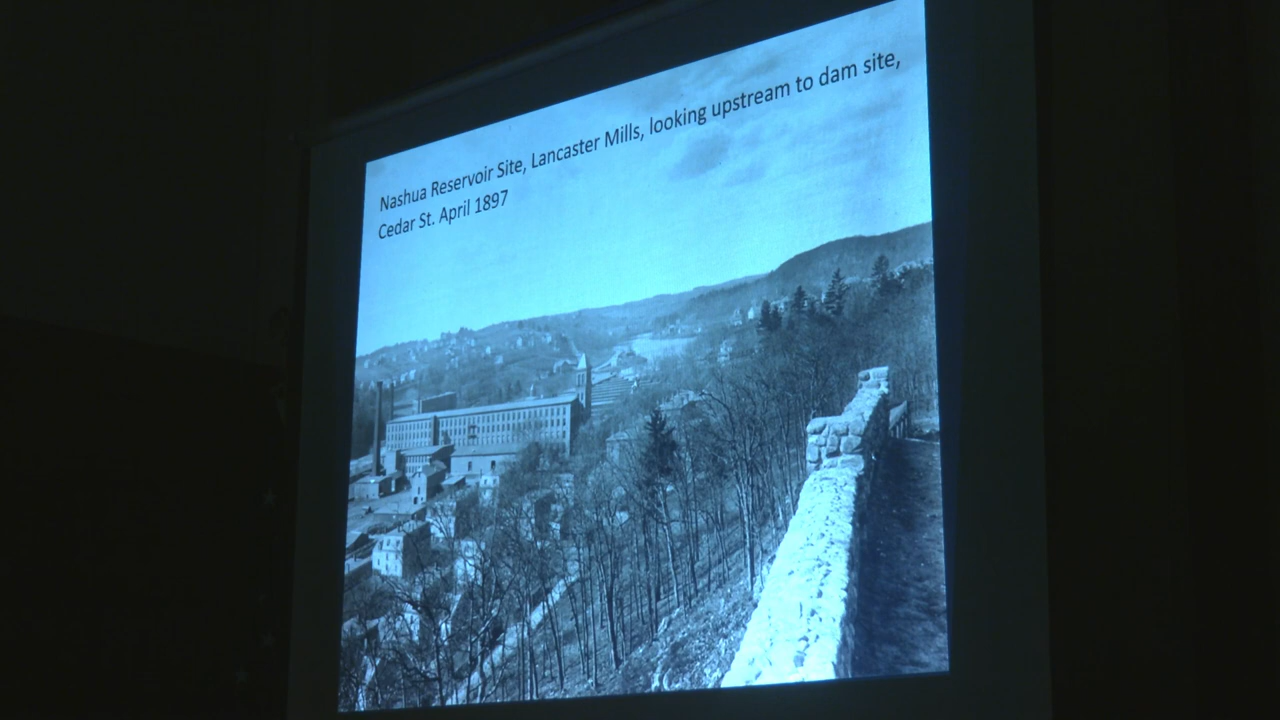 Nashua Reservoir Site, Lancaster Mills, looking upstream to dam site,
Cedar St. April 1897